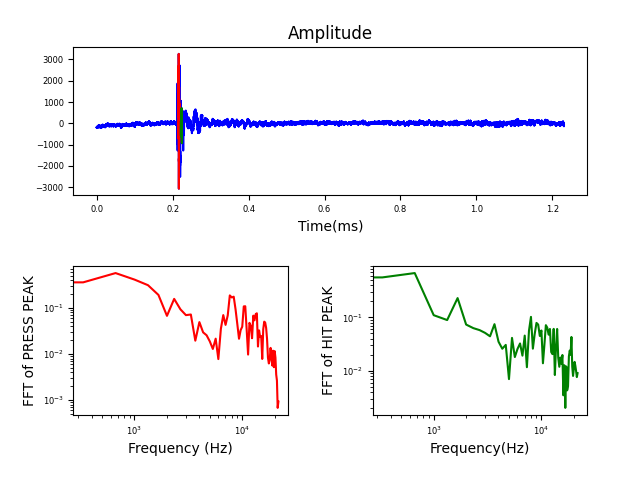 Amplitude
3000
2000
1000
0
−1000
−2000
−3000
0.0 0.2 0.4 0.6 0.8 1.0 1.2
Time(ms)
FFT of PRESS PEAK
10⁻¹
10⁻²
10⁻³
10³ 10⁴
Frequency (Hz)
FFT of HIT PEAK
10⁻¹
10⁻²
10³ 10⁴
Frequency(Hz)